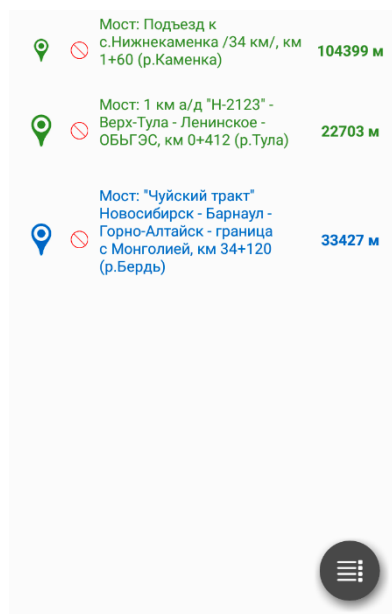 Мост: Подъезд к
с.Нижнекаменка /34 км/, км
1+60 (р.Каменка)
104399 м
Мост: 1 км а/д "Н-2123" -
Верх-Тула - Ленинское -
ОБЬГЭС, км 0+412 (р.Тула)
22703 м
Мост: "Чуйский тракт"
Новосибирск - Барнаул -
Горно-Алтайск - граница
с Монголией, км 34+120
(р.Бердь)
33427 м